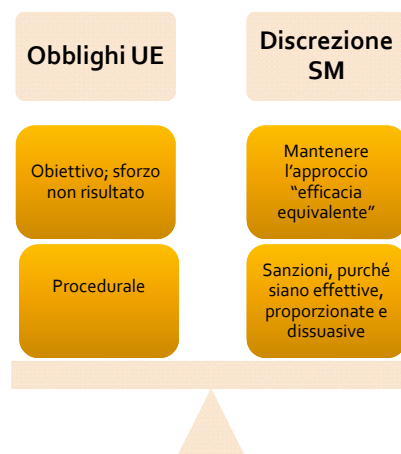 Obblighi UE
Discrezione
SM
Obiettivo; sforzo
non risultato
Mantenere
l'approccio
“efficacia
equivalente”
Procedurale
Sanzioni, purché
siano effettive,
proporzionate e
dissuasive